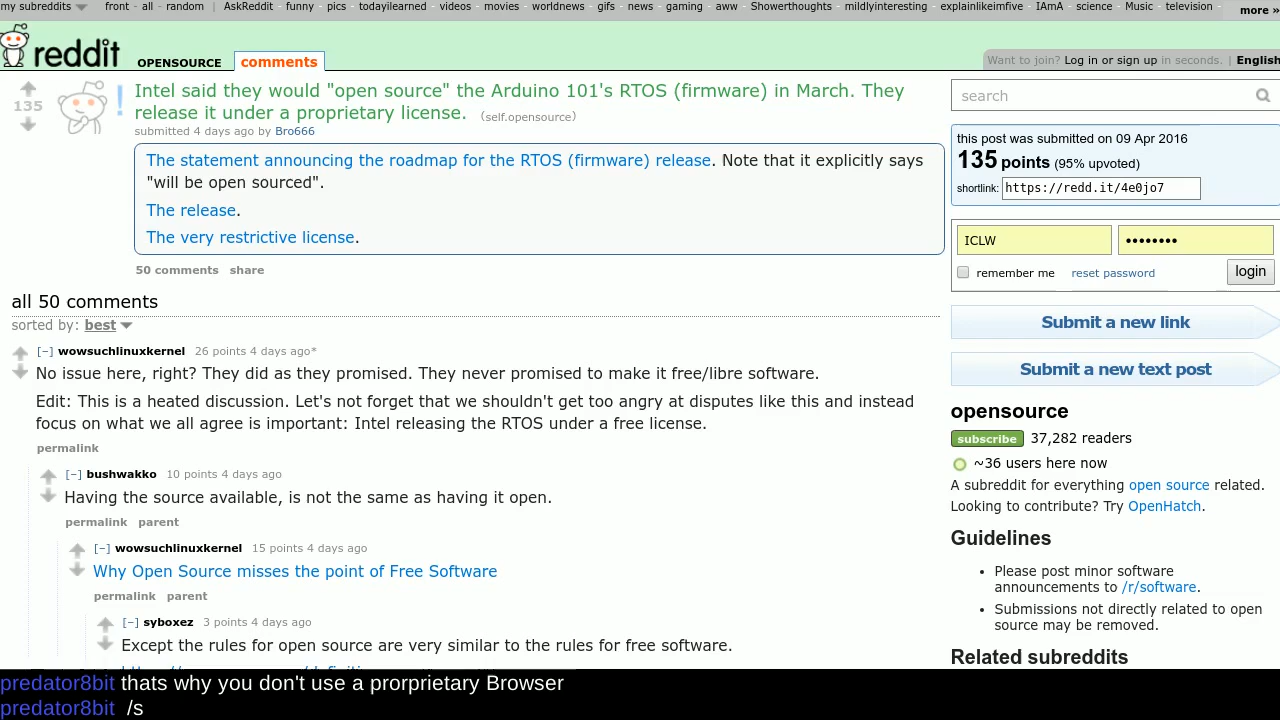 my subreddits front - all - random | AskReddit - funny - pics - todayilearned - videos - movies - worldnews - gifs - news - gaming - aww - Showerthoughts - mildlyinteresting - explainlikeimfive - IAmA - science - Music - television - more »
reddit OPENSOURCE comments
Want to join? Log in or sign up in seconds. | English
135
Intel said they would "open source" the Arduino 101's RTOS (firmware) in March. They
release it under a proprietary license. (self.opensource)
submitted 4 days ago by Bro666
The statement announcing the roadmap for the RTOS (firmware) release. Note that it explicitly says
"will be open sourced".
The release.
The very restrictive license.
50 comments share
all 50 comments
sorted by: best
[–] wowsuchlinuxkernel 26 points 4 days ago*
No issue here, right? They did as they promised. They never promised to make it free/libre software.
Edit: This is a heated discussion. Let's not forget that we shouldn't get too angry at disputes like this and instead
focus on what we all agree is important: Intel releasing the RTOS under a free license.
permalink
[–] bushwakko 10 points 4 days ago
Having the source available, is not the same as having it open.
permalink parent
[–] wowsuchlinuxkernel 15 points 4 days ago
Why Open Source misses the point of Free Software
permalink parent
[–] syboxez 3 points 4 days ago
Except the rules for open source are very similar to the rules for free software.
search
this post was submitted on 09 Apr 2016
135 points (95% upvoted)
shortlink: https://redd.it/4e0jo7
ICLW ••••••••
remember me reset password login
Submit a new link
Submit a new text post
opensource
subscribe 37,282 readers
~36 users here now
A subreddit for everything open source related.
Looking to contribute? Try OpenHatch.
Guidelines
• Please post minor software
announcements to /r/software.
• Submissions not directly related to open
source may be removed.
Related subreddits
predator8bit thats why you don't use a prorprietary Browser
predator8bit /s